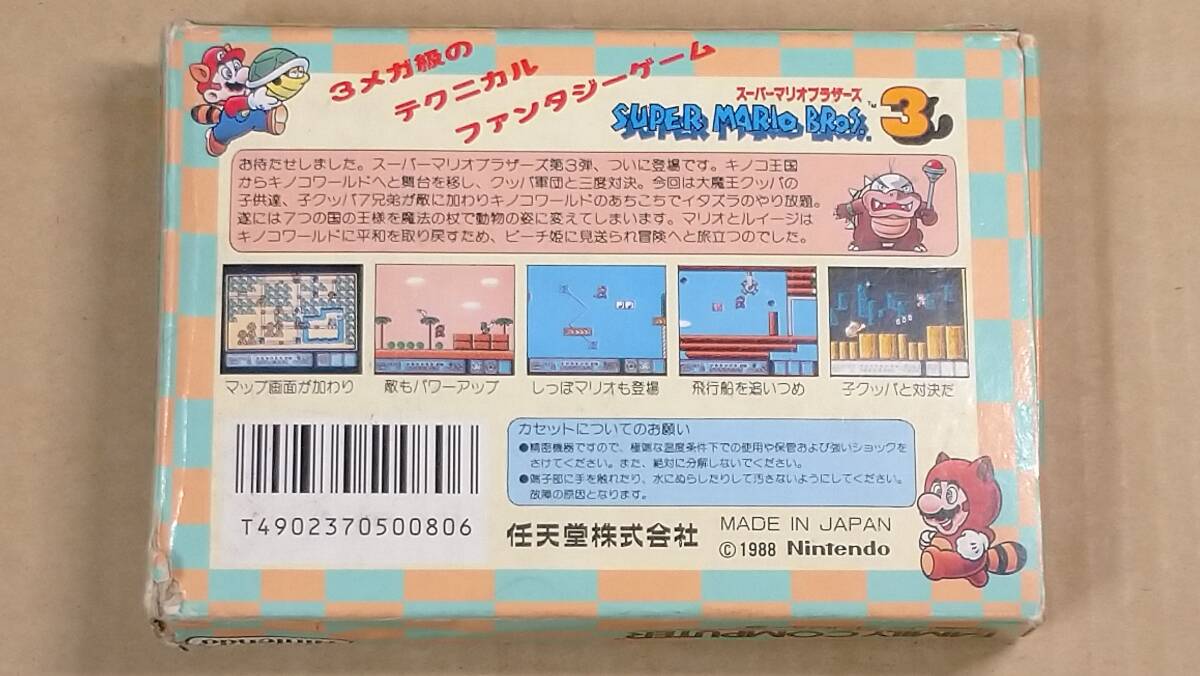 3メガ級の
テクニカル
ファンタジーゲーム
スーパーマリオブラザーズ
SUPER MARIO BROS.™ 3
お待たせしました。スーパーマリオブラザーズ第3弾、ついに登場です。キノコ王国
からキノコワールドへと舞台を移し、クッパ軍団と三度対決。今回は大魔王クッパの
子供達、子クッパ7兄弟が敵に加わりキノコワールドのあちこちでイタズラのやり放題。
遂には7つの国の王様を魔法の杖で動物の姿に変えてしまいます。マリオとルイージは
キノコワールドに平和を取り戻すため、ピーチ姫に見送られ冒険へと旅立つのでした。
マップ画面が加わり
敵もパワーアップ
しっぽマリオも登場
飛行船を追いつめ
子クッパと対決だ
カセットについてのお願い
●精密機器ですので、極端な温度条件下での使用や保管および強いショックを
さけてください。また、絶対に分解しないでください。
●端子部に手を触れたり、水にぬらしたりして汚さないようにしてください。
故障の原因となります。
T4902370500806
任天堂株式会社
MADE IN JAPAN
©1988 Nintendo
Nintendo
FAMILY COMPUTER